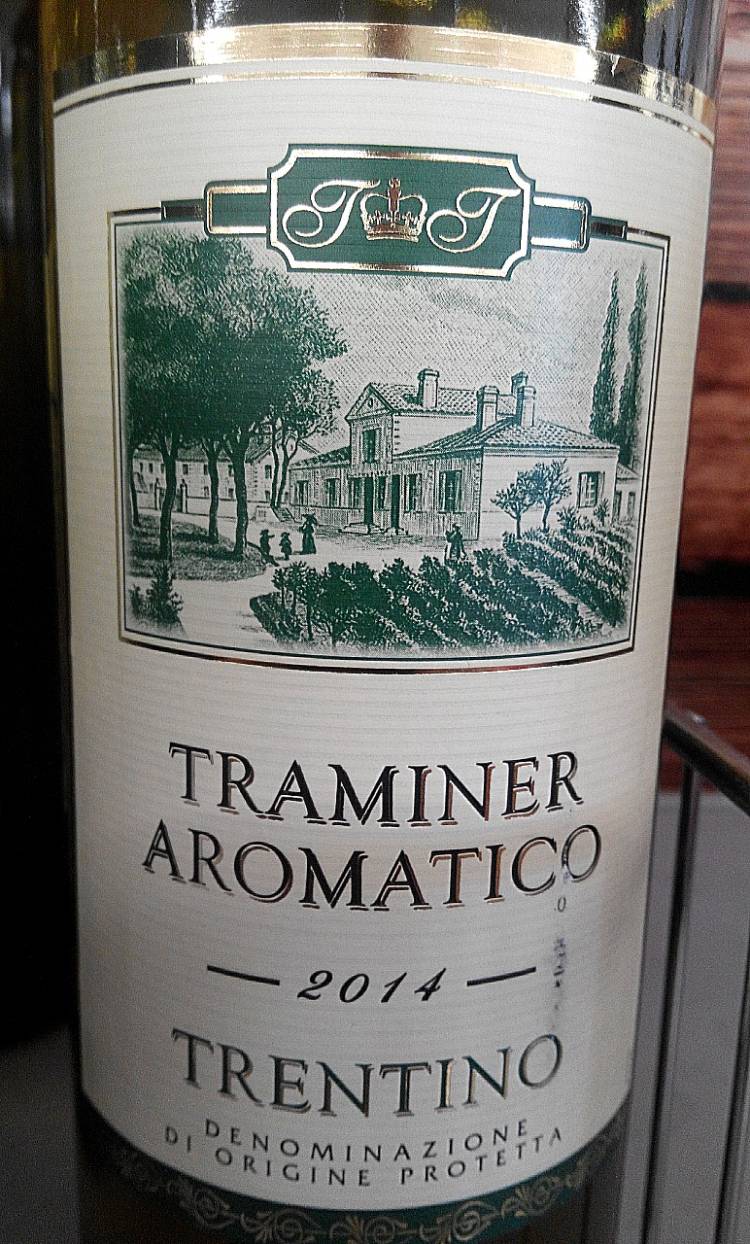 T T
TRAMINER
AROMATICO
2014
TRENTINO
DENOMINAZIONE
DI ORIGINE PROTETTA